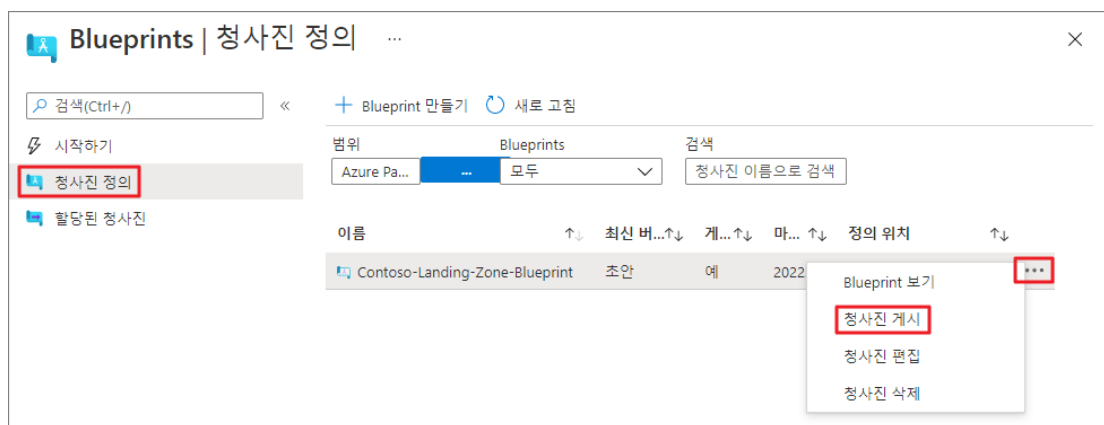 Blueprints | 청사진 정의 ...
검색(Ctrl+/) «
시작하기
청사진 정의
할당된 청사진
+ Blueprint 만들기 새로 고침
범위 Blueprints 검색
Azure Pa... ... 모두 청사진 이름으로 검색
이름 ↑↓ 최신 버...↑↓ 게...↑↓ 마... ↑↓ 정의 위치 ↑↓
Contoso-Landing-Zone-Blueprint 초안 예 2022 •••
Blueprint 보기
청사진 게시
청사진 편집
청사진 삭제